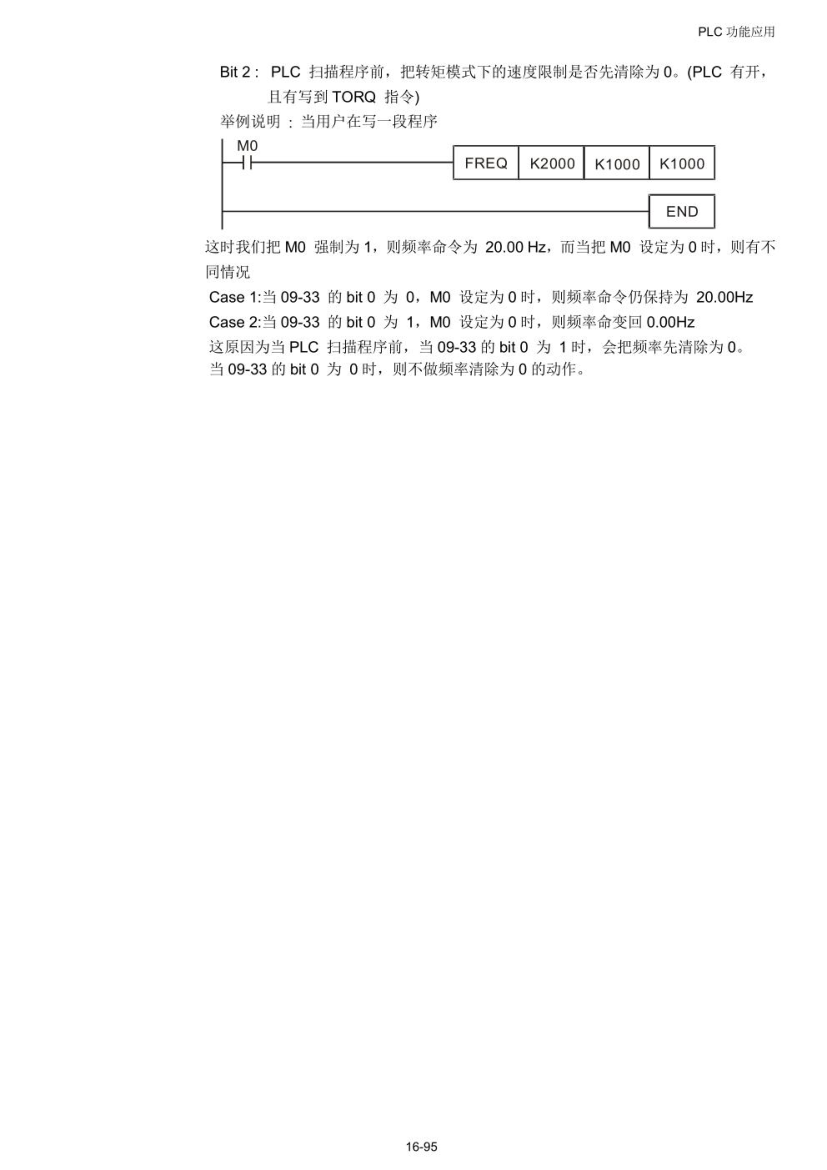 PLC 功能应用
Bit 2 : PLC 扫描程序前，把转矩模式下的速度限制是否先清除为 0。(PLC 有开，
且有写到 TORQ 指令)
举例说明 : 当用户在写一段程序
M0
FREQ K2000 K1000 K1000
END
这时我们把 M0 强制为 1，则频率命令为 20.00 Hz，而当把 M0 设定为 0 时，则有不
同情况
Case 1:当 09-33 的 bit 0 为 0，M0 设定为 0 时，则频率命令仍保持为 20.00Hz
Case 2:当 09-33 的 bit 0 为 1，M0 设定为 0 时，则频率命变回 0.00Hz
这原因为当 PLC 扫描程序前，当 09-33 的 bit 0 为 1 时，会把频率先清除为 0。
当 09-33 的 bit 0 为 0 时，则不做频率清除为 0 的动作。
16-95